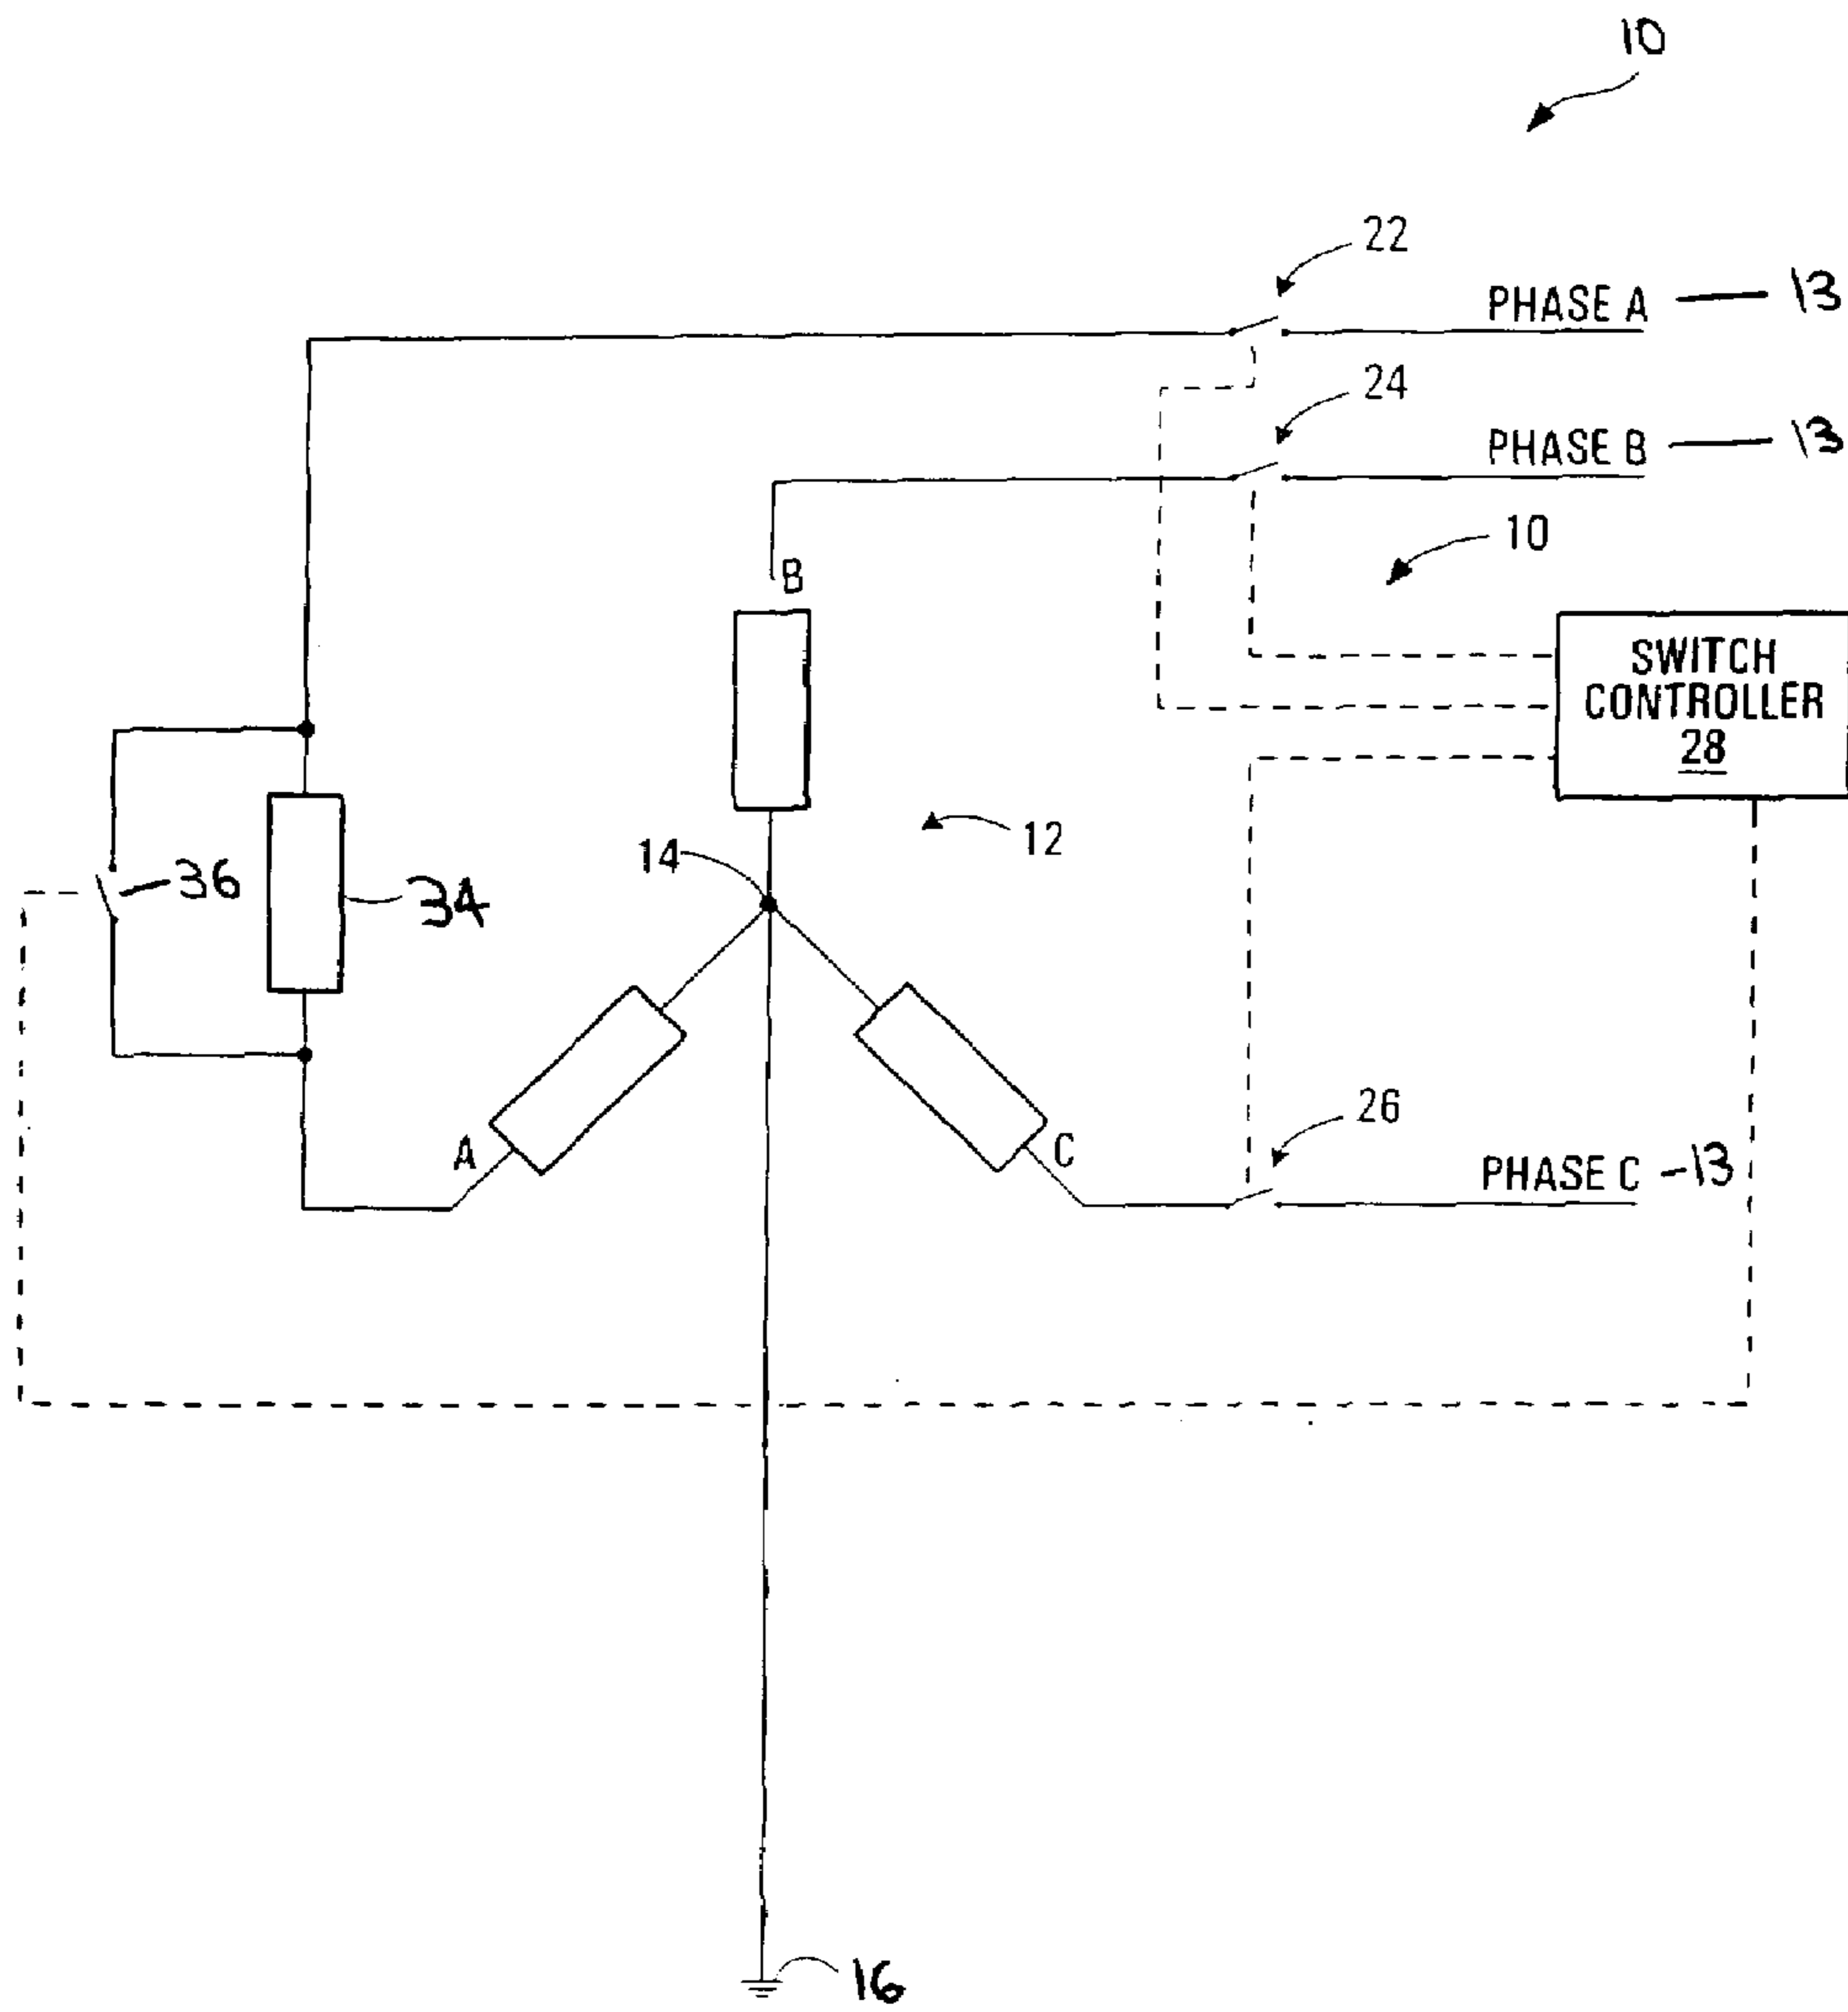 10
22
PHASE A 13
24
PHASE B 13
10
B
SWITCH
CONTROLLER
28
12
14
36
34
26
A
C
PHASE C 13
16